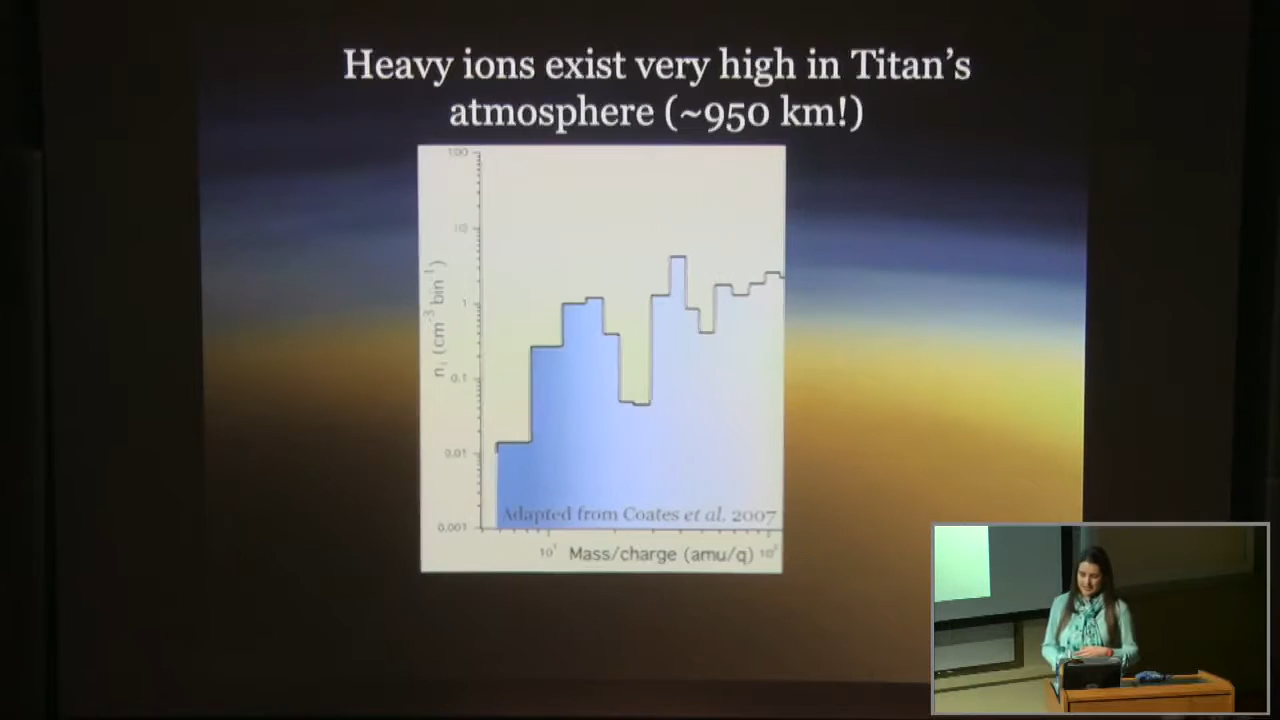 Heavy ions exist very high in Titan's
atmosphere (~950 km!)
100
10
1
0.1
0.01
0.001
n i (cm-3 bin-1)
Adapted from Coates et al. 2007
10¹ Mass/charge (amu/q) 10²